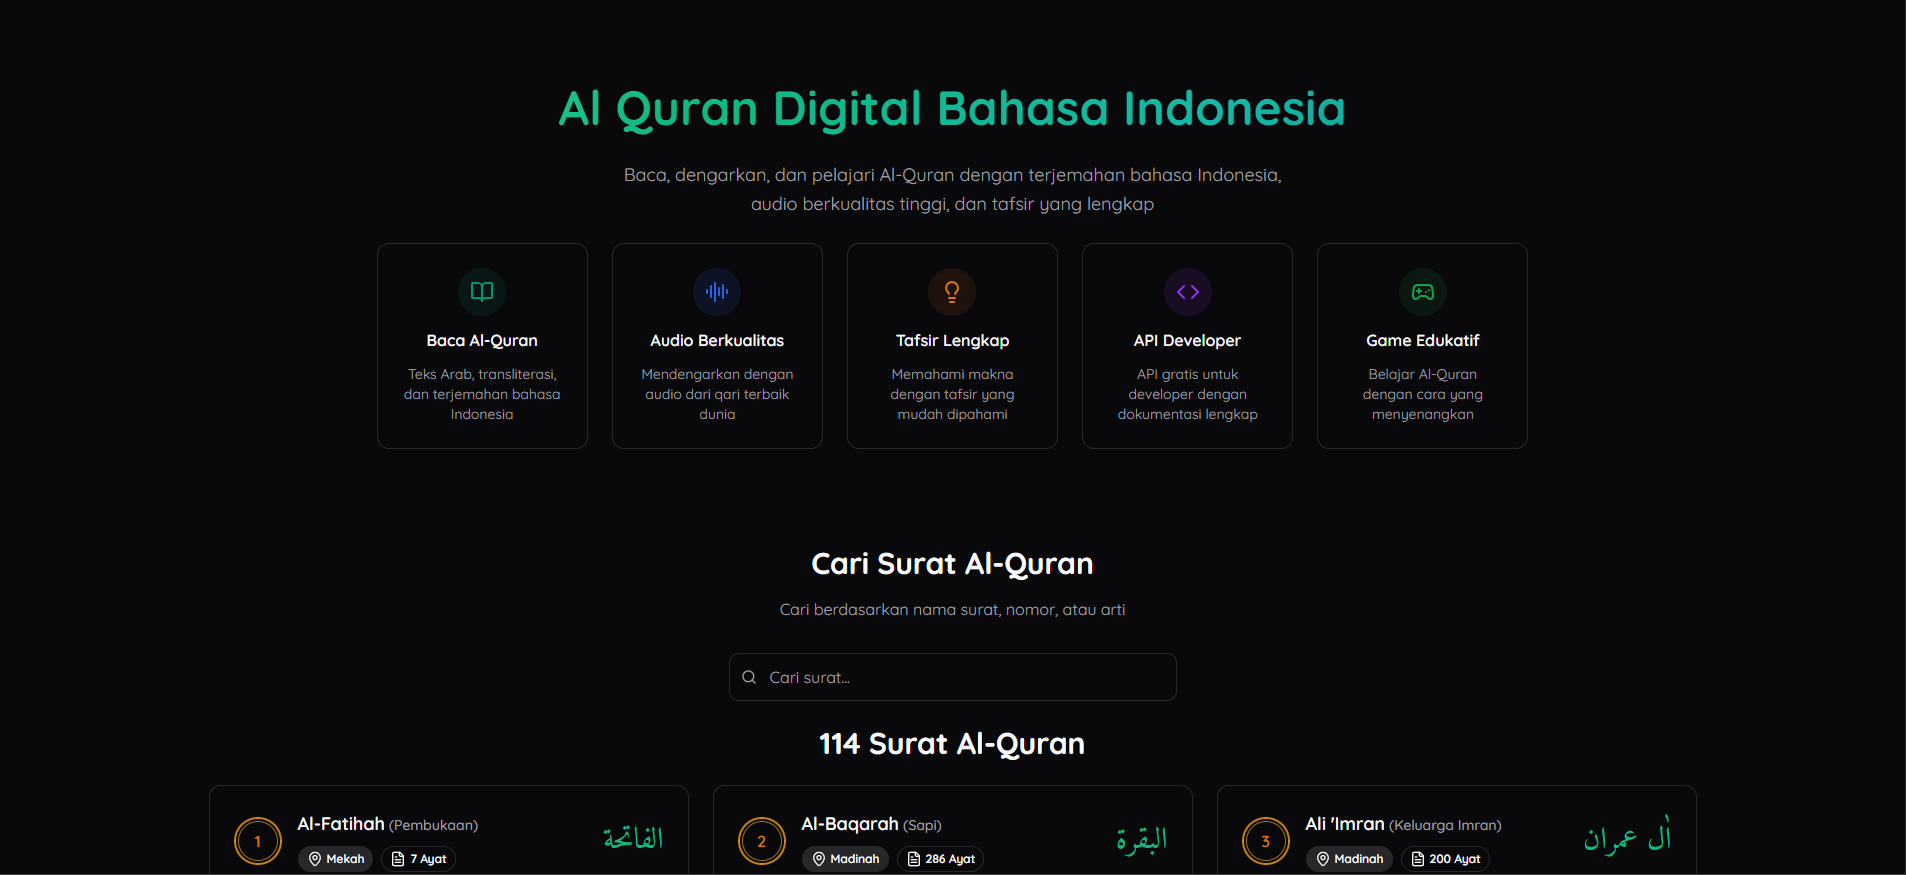 Al Quran Digital Bahasa Indonesia
Baca, dengarkan, dan pelajari Al-Quran dengan terjemahan bahasa Indonesia,
audio berkualitas tinggi, dan tafsir yang lengkap
Baca Al-Quran
Teks Arab, transliterasi,
dan terjemahan bahasa
Indonesia
Audio Berkualitas
Mendengarkan dengan
audio dari qari terbaik
dunia
Tafsir Lengkap
Memahami makna
dengan tafsir yang
mudah dipahami
API Developer
API gratis untuk
developer dengan
dokumentasi lengkap
Game Edukatif
Belajar Al-Quran
dengan cara yang
menyenangkan
Cari Surat Al-Quran
Cari berdasarkan nama surat, nomor, atau arti
Cari surat...
114 Surat Al-Quran
1
Al-Fatihah (Pembukaan)
Mekah 7 Ayat
الفاتحة
2
Al-Baqarah (Sapi)
Madinah 286 Ayat
البقرة
3
Ali 'Imran (Keluarga Imran)
Madinah 200 Ayat
اٰل عمران